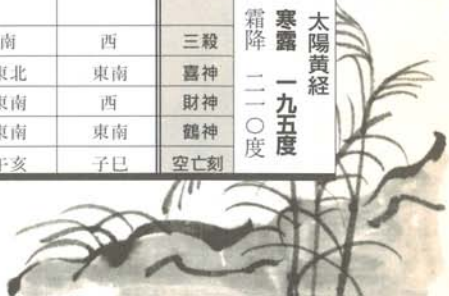 太陽黄経
寒露 一九五度
霜降 二一〇度
三殺 西 南
喜神 東南 東北
財神 西 東南
鶴神 東南 東南
空亡刻 子巳 午亥